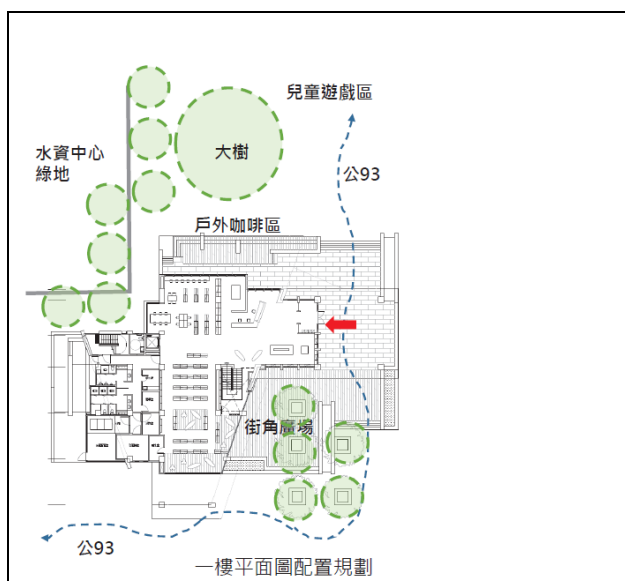 兒童遊戲區
水資中心
綠地
大樹
公93
戶外咖啡區
街角廣場
公93
一樓平面圖配置規劃